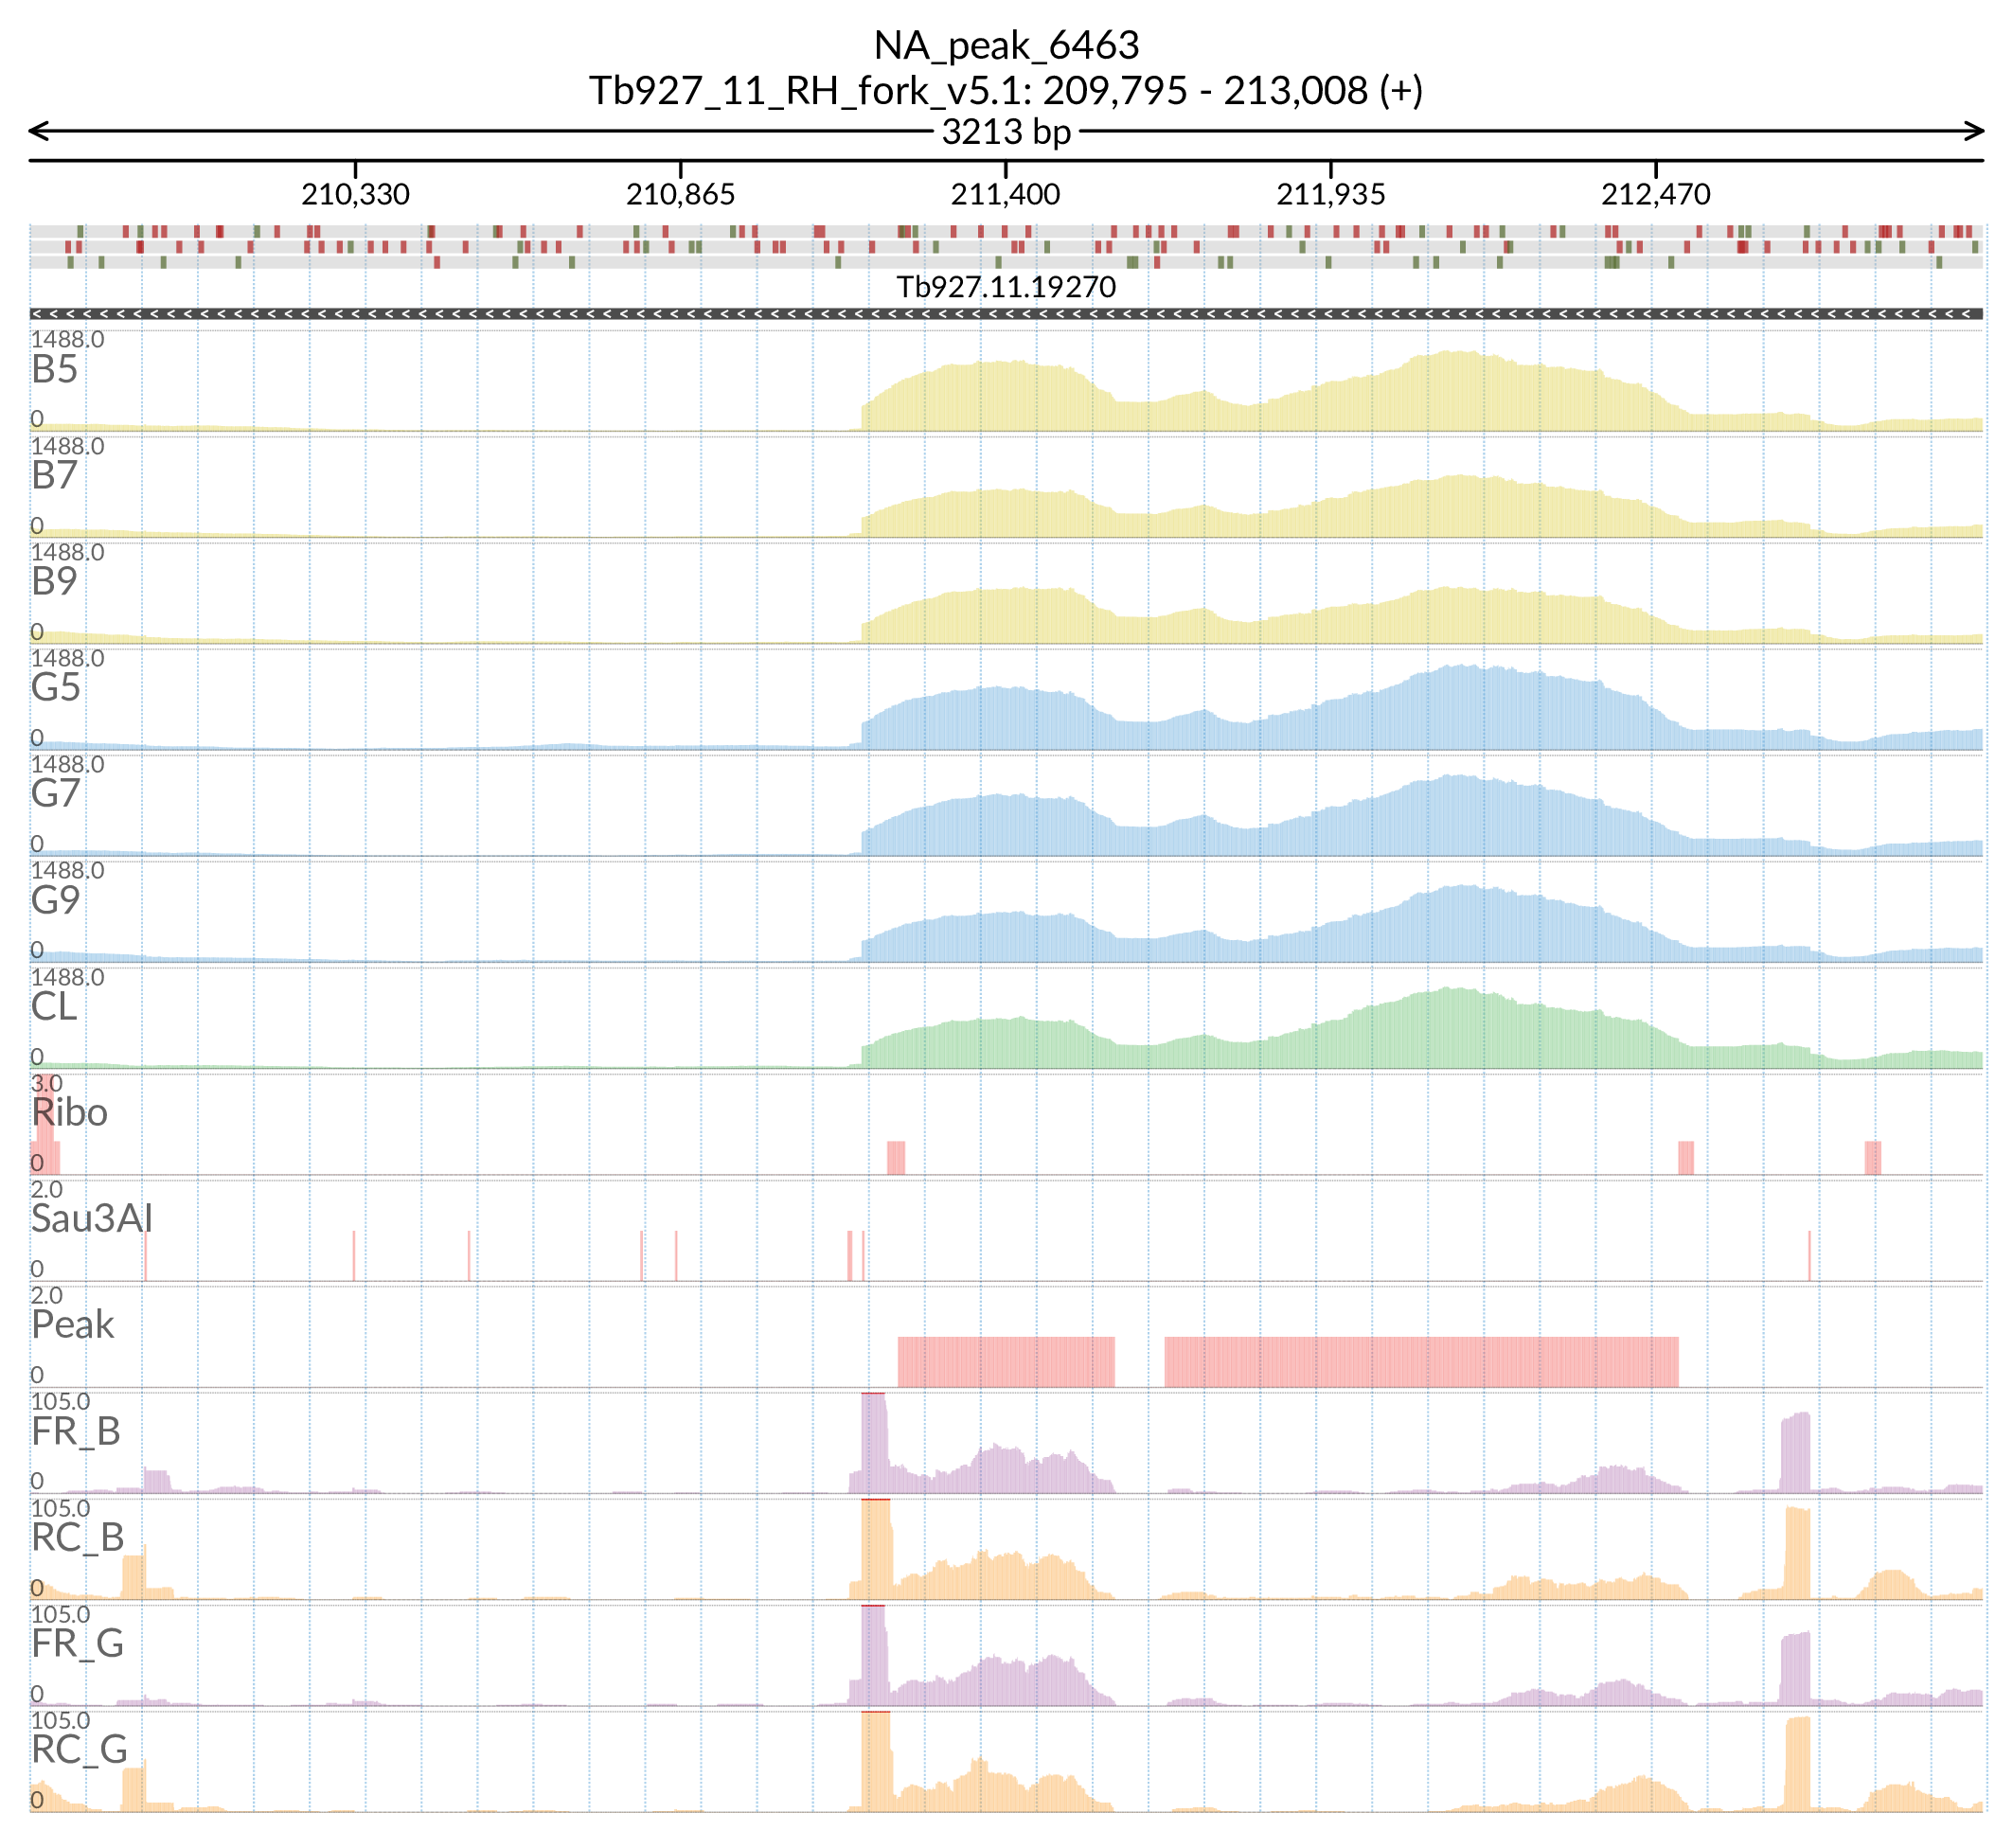 NA_peak_6463
Tb927_11_RH_fork_v5.1: 209,795 - 213,008 (+)
3213 bp
210,330 210,865 211,400 211,935 212,470
Tb927.11.19270
1488.0
B5
0
1488.0
B7
0
1488.0
B9
0
1488.0
G5
0
1488.0
G7
0
1488.0
G9
0
1488.0
CL
0
3.0
Ribo
0
2.0
Sau3AI
0
2.0
Peak
0
105.0
FR_B
0
105.0
RC_B
0
105.0
FR_G
0
105.0
RC_G
0